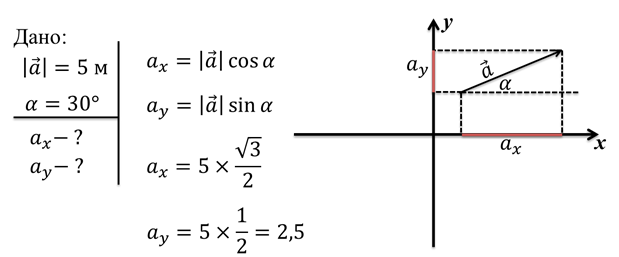 Дано:
|a⃗| = 5 м
α = 30°
aₓ − ?
a_y − ?
aₓ = |a⃗| cos α
a_y = |a⃗| sin α
aₓ = 5 × √3/2
a_y = 5 × 1/2 = 2,5
y
a_y
a⃗
α
aₓ
x